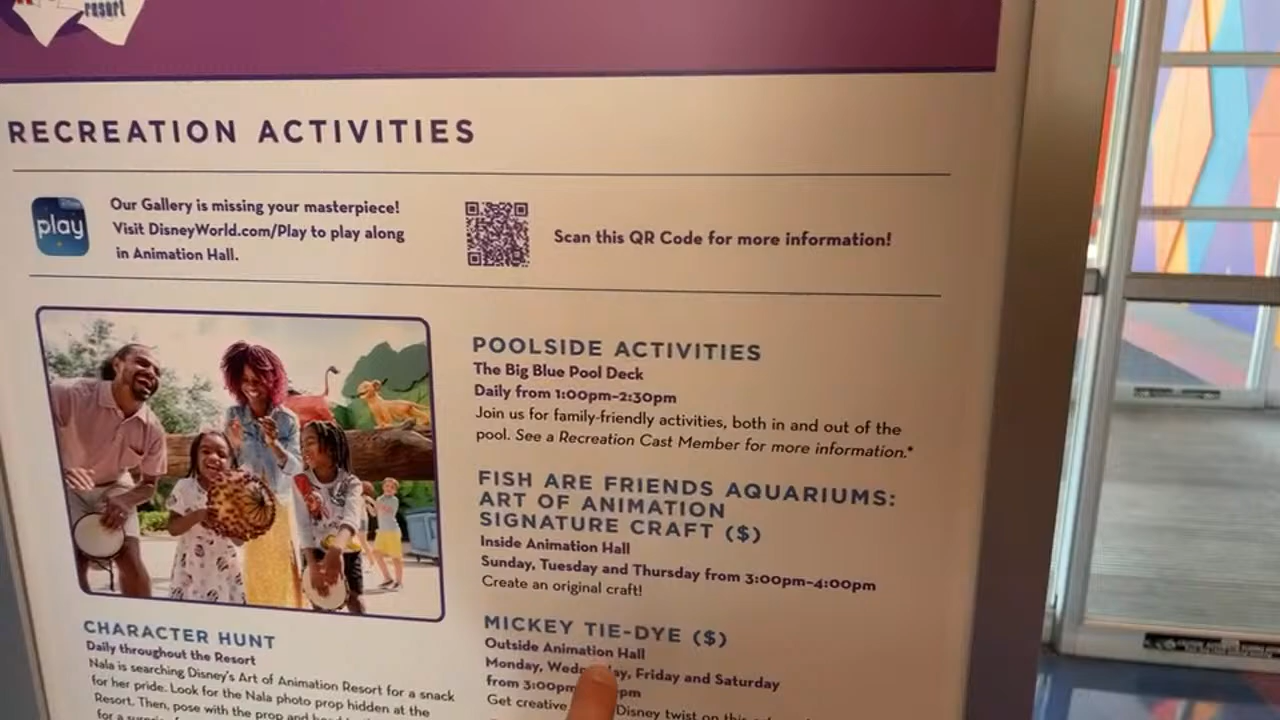 resort
RECREATION ACTIVITIES
play
Our Gallery is missing your masterpiece!
Visit DisneyWorld.com/Play to play along
in Animation Hall.
Scan this QR Code for more information!
POOLSIDE ACTIVITIES
The Big Blue Pool Deck
Daily from 1:00pm-2:30pm
Join us for family-friendly activities, both in and out of the
pool. See a Recreation Cast Member for more information.*
FISH ARE FRIENDS AQUARIUMS:
ART OF ANIMATION
SIGNATURE CRAFT ($)
Inside Animation Hall
Sunday, Tuesday and Thursday from 3:00pm-4:00pm
Create an original craft!
MICKEY TIE-DYE ($)
Outside Animation Hall
Monday, Wednesday, Friday and Saturday
from 3:00pm
Get creative Disney twist on this
CHARACTER HUNT
Daily throughout the Resort
Nala is searching Disney's Art of Animation Resort for a snack
for her pride. Look for the Nala photo prop hidden at the
Resort. Then, pose with the prop and
for a